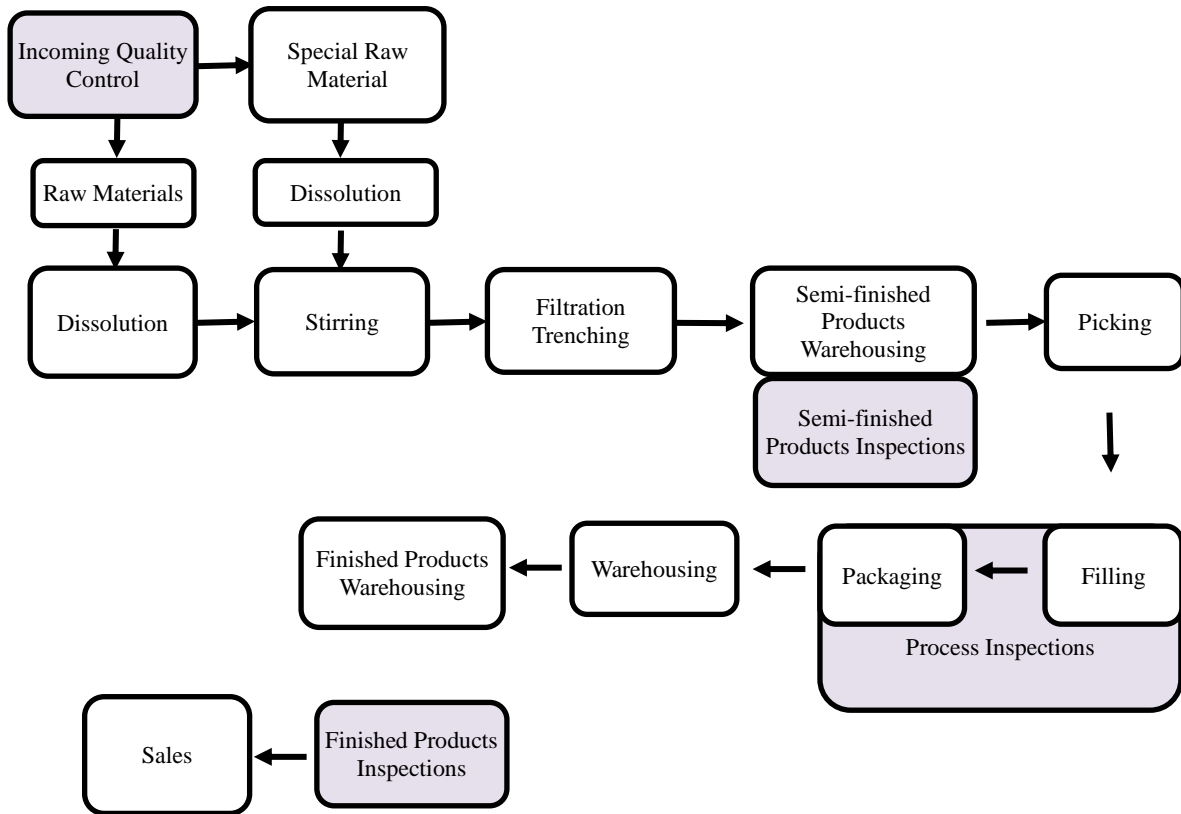 Incoming Quality
Control
Special Raw
Material
Raw Materials
Dissolution
Dissolution
Stirring
Filtration
Trenching
Semi-finished
Products
Warehousing
Picking
Semi-finished
Products Inspections
Finished Products
Warehousing
Warehousing
Packaging
Filling
Process Inspections
Sales
Finished Products
Inspections